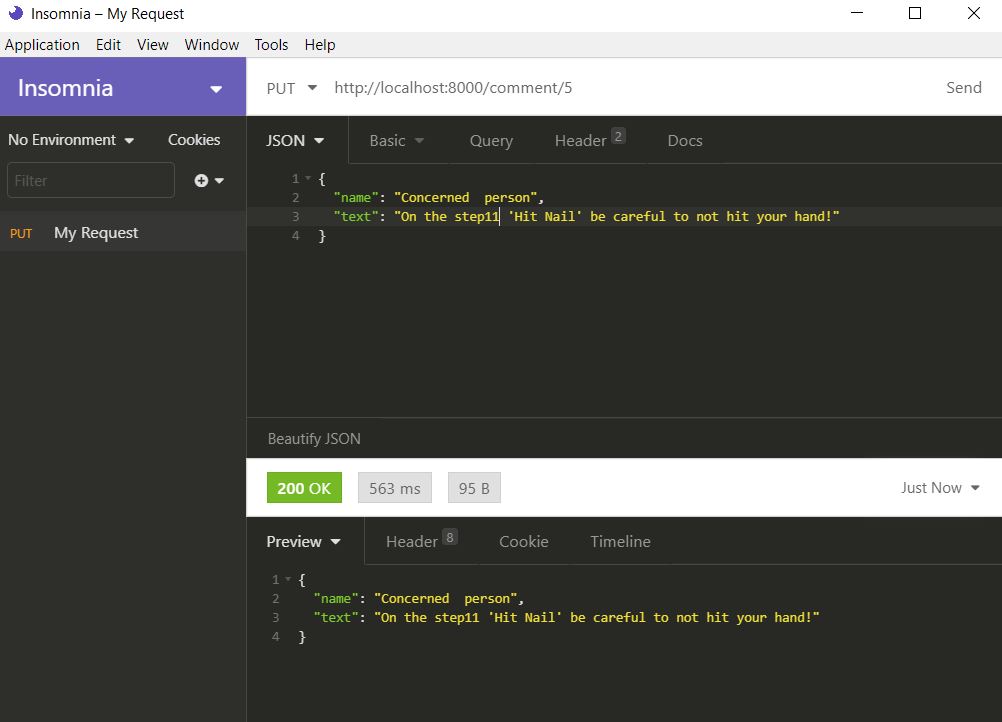 Insomnia – My Request
Application Edit View Window Tools Help
Insomnia
PUT http://localhost:8000/comment/5 Send
No Environment Cookies
JSON Basic Query Header 2 Docs
Filter
PUT My Request
1 {
2 "name": "Concerned  person",
3 "text": "On the step11 'Hit Nail' be careful to not hit your hand!"
4 }
Beautify JSON
200 OK 563 ms 95 B Just Now
Preview Header 8 Cookie Timeline
1 {
2 "name": "Concerned  person",
3 "text": "On the step11 'Hit Nail' be careful to not hit your hand!"
4 }